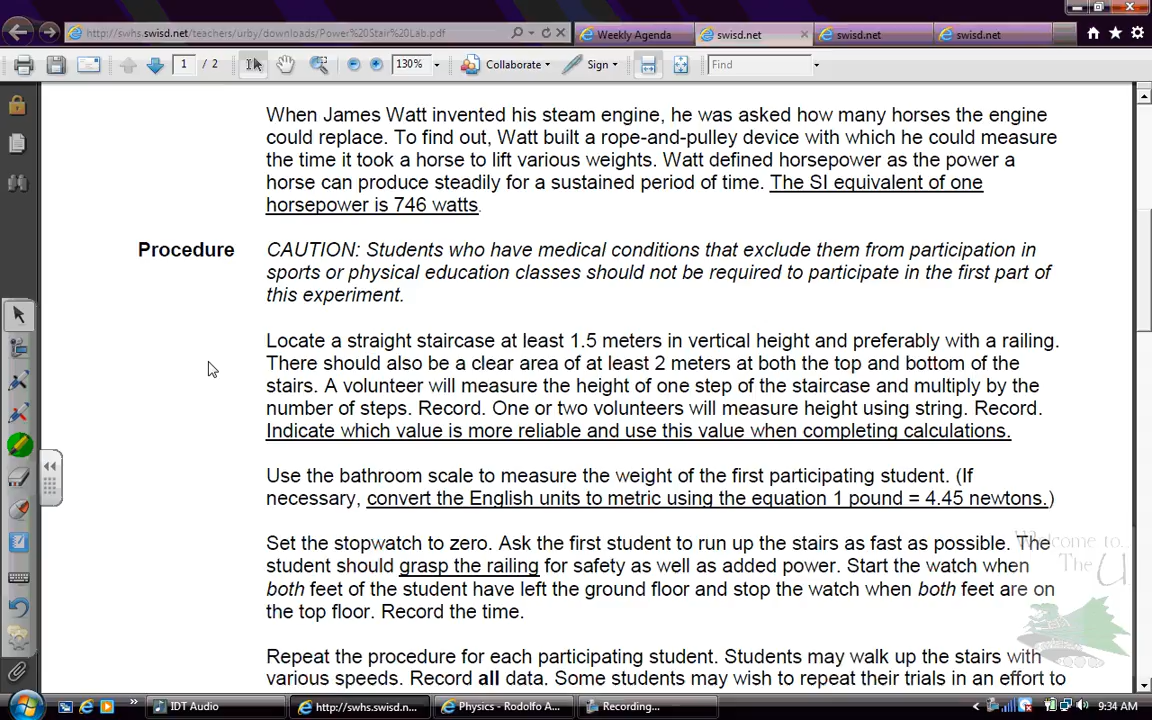 http://swhs.swisd.net/teachers/urby/downloads/Power%20Stair%20Lab.pdf
Weekly Agenda
swisd.net
swisd.net
swisd.net
1 / 2
130%
Collaborate
Sign
Find
When James Watt invented his steam engine, he was asked how many horses the engine
could replace. To find out, Watt built a rope-and-pulley device with which he could measure
the time it took a horse to lift various weights. Watt defined horsepower as the power a
horse can produce steadily for a sustained period of time. The SI equivalent of one
horsepower is 746 watts.
Procedure
CAUTION: Students who have medical conditions that exclude them from participation in
sports or physical education classes should not be required to participate in the first part of
this experiment.
Locate a straight staircase at least 1.5 meters in vertical height and preferably with a railing.
There should also be a clear area of at least 2 meters at both the top and bottom of the
stairs. A volunteer will measure the height of one step of the staircase and multiply by the
number of steps. Record. One or two volunteers will measure height using string. Record.
Indicate which value is more reliable and use this value when completing calculations.
Use the bathroom scale to measure the weight of the first participating student. (If
necessary, convert the English units to metric using the equation 1 pound = 4.45 newtons.)
Set the stopwatch to zero. Ask the first student to run up the stairs as fast as possible. The
student should grasp the railing for safety as well as added power. Start the watch when
both feet of the student have left the ground floor and stop the watch when both feet are on
the top floor. Record the time.
Repeat the procedure for each participating student. Students may walk up the stairs with
various speeds. Record all data. Some students may wish to repeat their trials in an effort to
Welcome to...
The U
IDT Audio
http://swhs.swisd.n...
Physics - Rodolfo A...
Recording...
9:34 AM